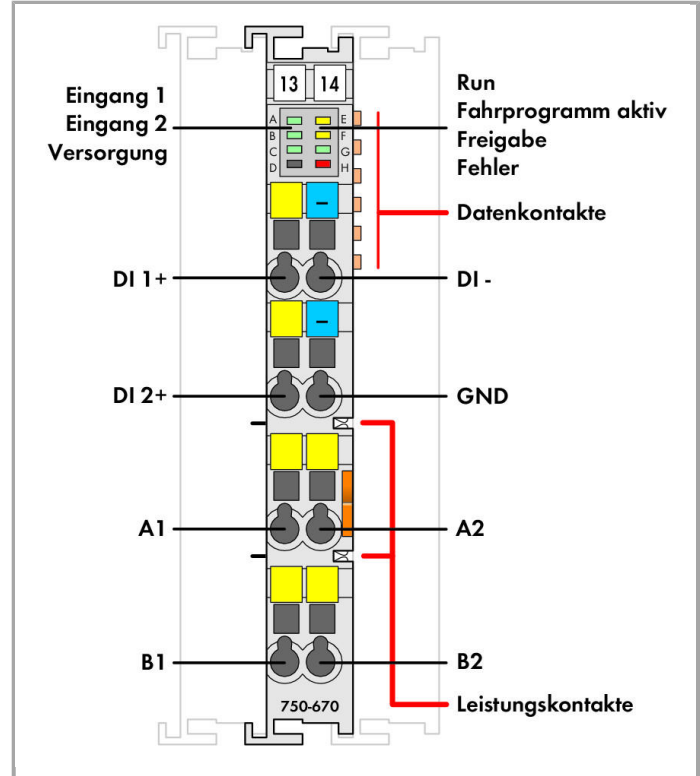 13 14
Eingang 1
Eingang 2
Versorgung
Run
Fahrprogramm aktiv
Freigabe
Fehler
A E
B F
C G
D H
Datenkontakte
-
DI 1+
DI -
-
DI 2+
GND
A1
A2
B1
B2
750-670
Leistungskontakte